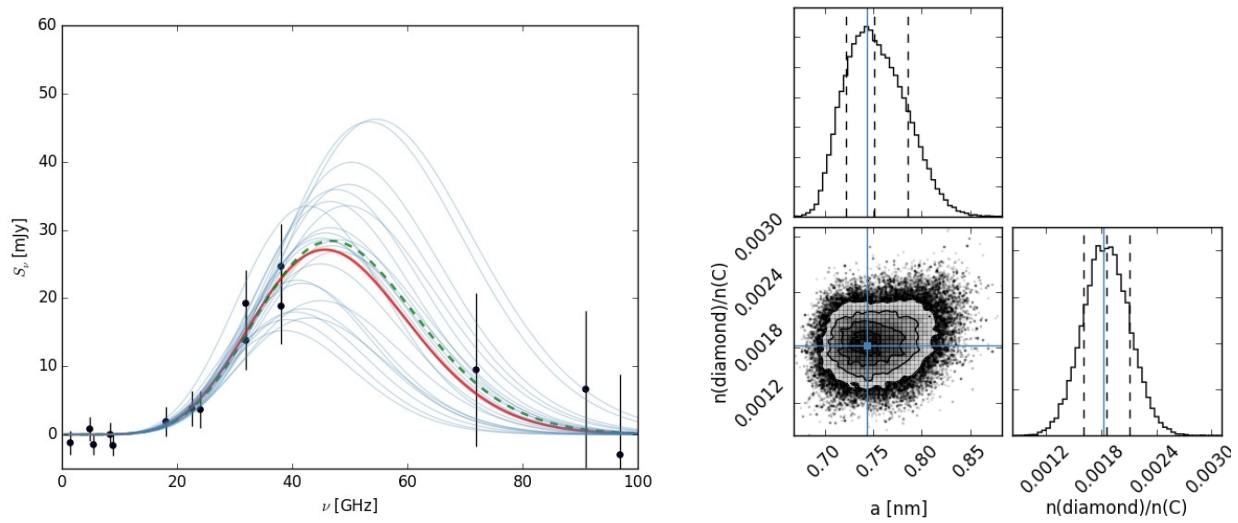 60
50
40
30
20
10
0
S_ν [mJy]
0 20 40 60 80 100
ν [GHz]
0.0030
0.0024
0.0018
0.0012
n(diamond)/n(C)
0.70 0.75 0.80 0.85
a [nm]
0.0012 0.0018 0.0024 0.0030
n(diamond)/n(C)